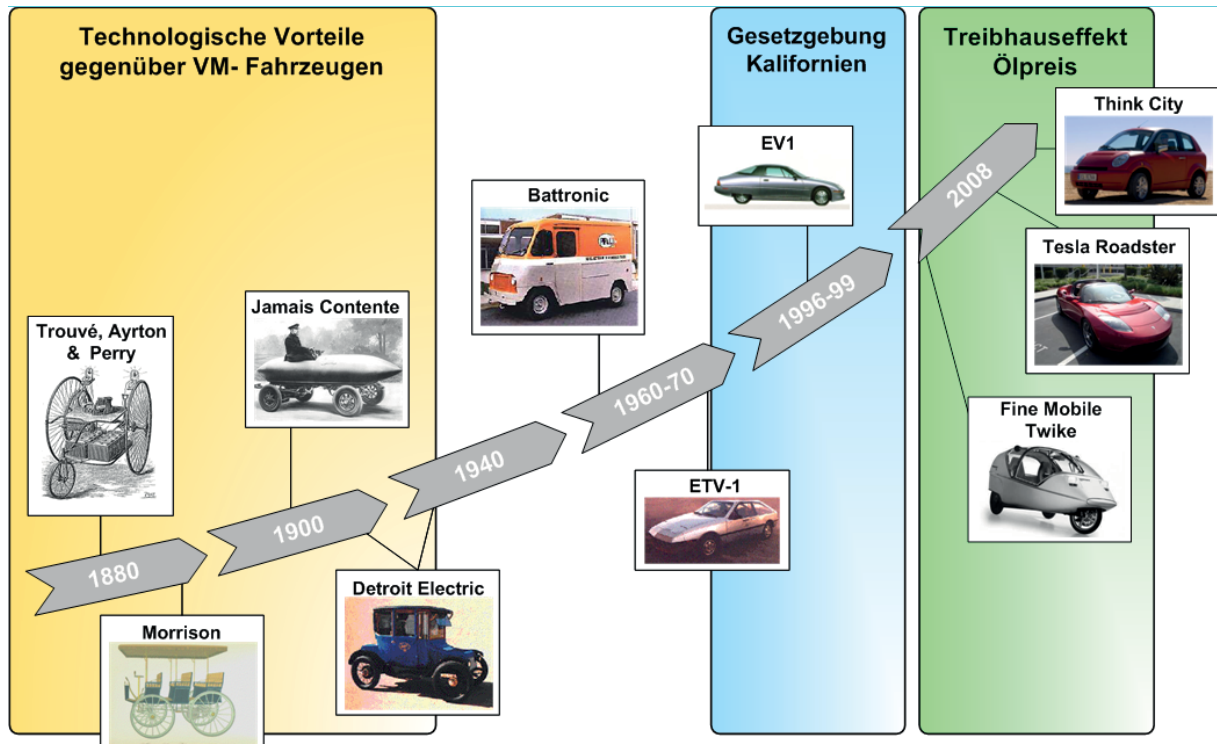 Technologische Vorteile
gegenüber VM- Fahrzeugen
Gesetzgebung
Kalifornien
Treibhauseffekt
Ölpreis
Think City
EV1
2008
Battronic
Tesla Roadster
1996-99
Jamais Contente
Trouvé, Ayrton
& Perry
1960-70
Fine Mobile
Twike
1940
ETV-1
1900
1880
Detroit Electric
Morrison